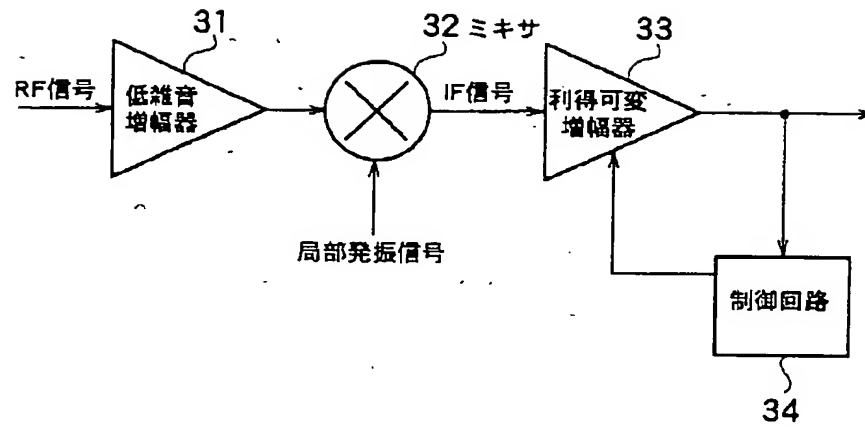 31
32 ミキサ
33
RF信号
低雑音
増幅器
IF信号
利得可変
増幅器
局部発振信号
制御回路
34